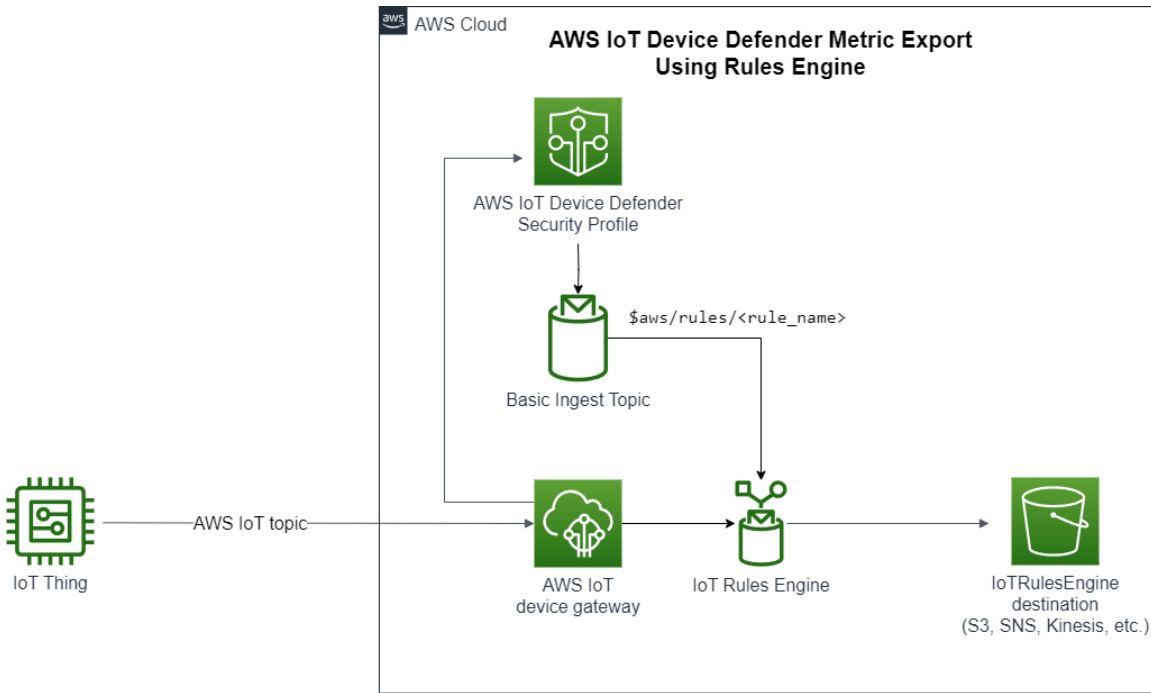 aws
AWS Cloud
AWS IoT Device Defender Metric Export
Using Rules Engine
AWS IoT Device Defender
Security Profile
$aws/rules/<rule_name>
Basic Ingest Topic
AWS IoT topic
IoT Thing
AWS IoT
device gateway
IoT Rules Engine
IoTRulesEngine
destination
(S3, SNS, Kinesis, etc.)